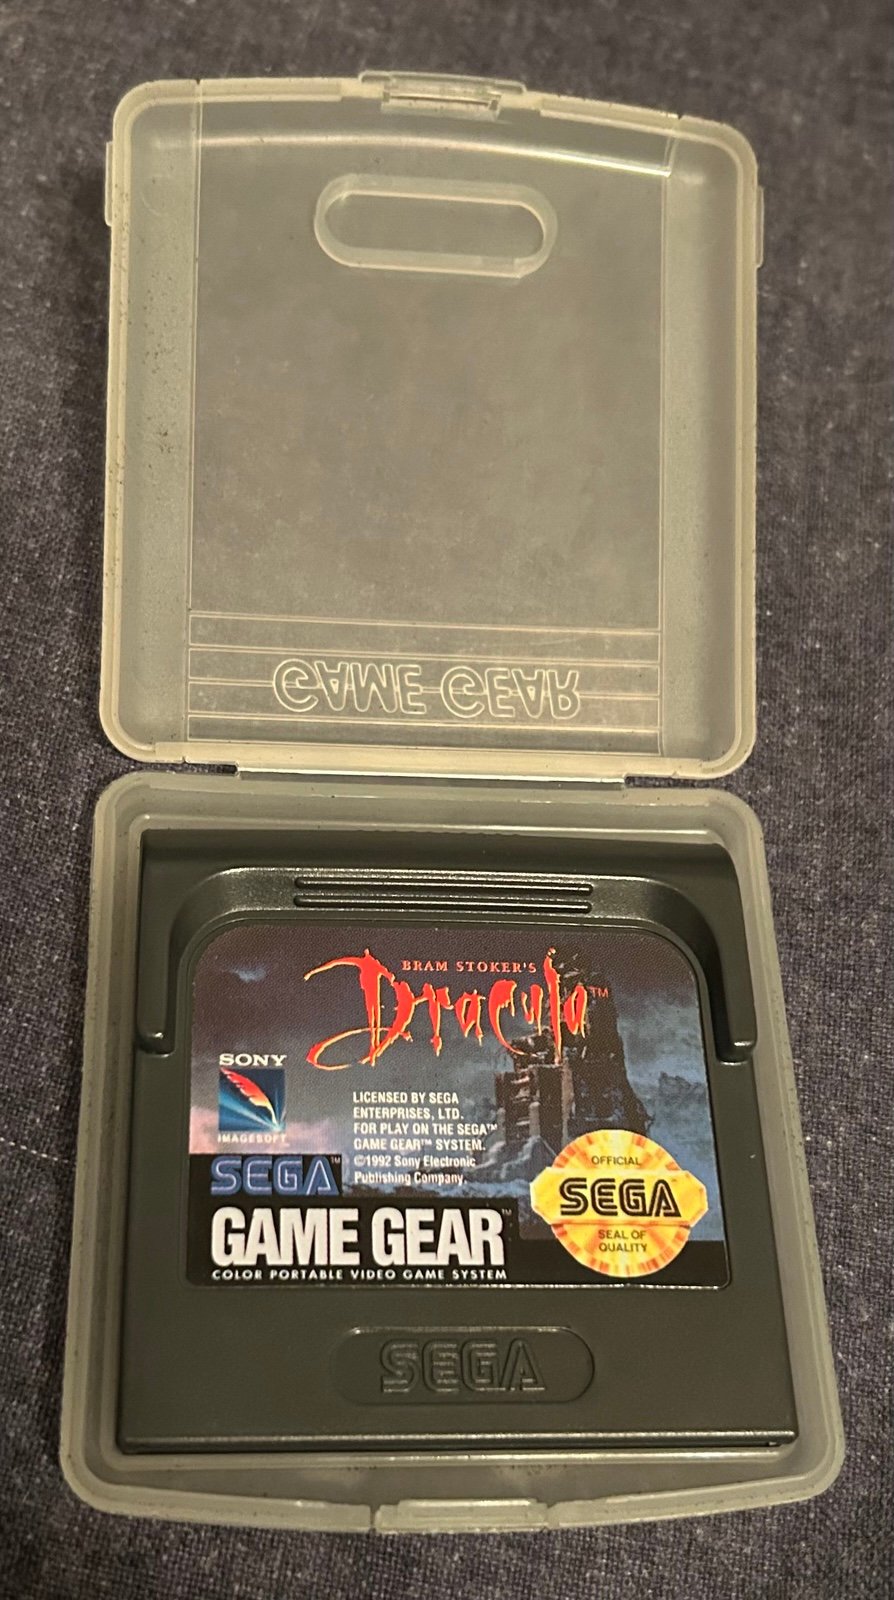 GAME GEAR
BRAM STOKER'S
Dracula™
SONY
IMAGESOFT
LICENSED BY SEGA
ENTERPRISES, LTD.
FOR PLAY ON THE SEGA™
GAME GEAR™ SYSTEM.
©1992 Sony Electronic
Publishing Company.
SEGA™
GAME GEAR™
COLOR PORTABLE VIDEO GAME SYSTEM
OFFICIAL
SEGA
SEAL OF
QUALITY
SEGA